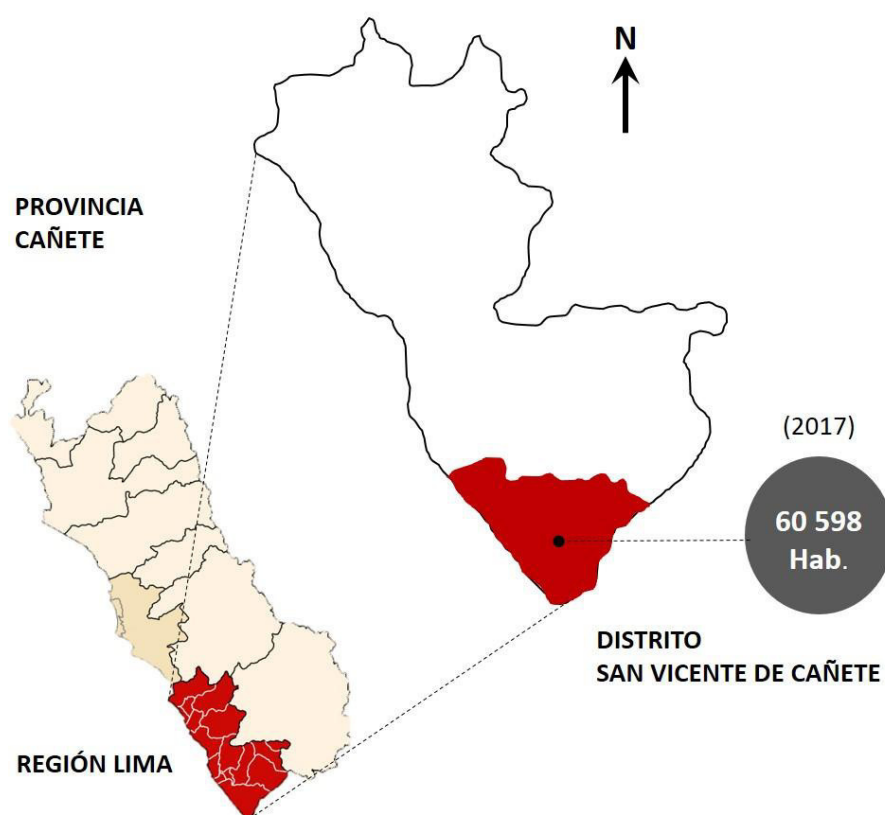 N
PROVINCIA
CAÑETE
(2017)
60 598
Hab.
DISTRITO
SAN VICENTE DE CAÑETE
REGIÓN LIMA